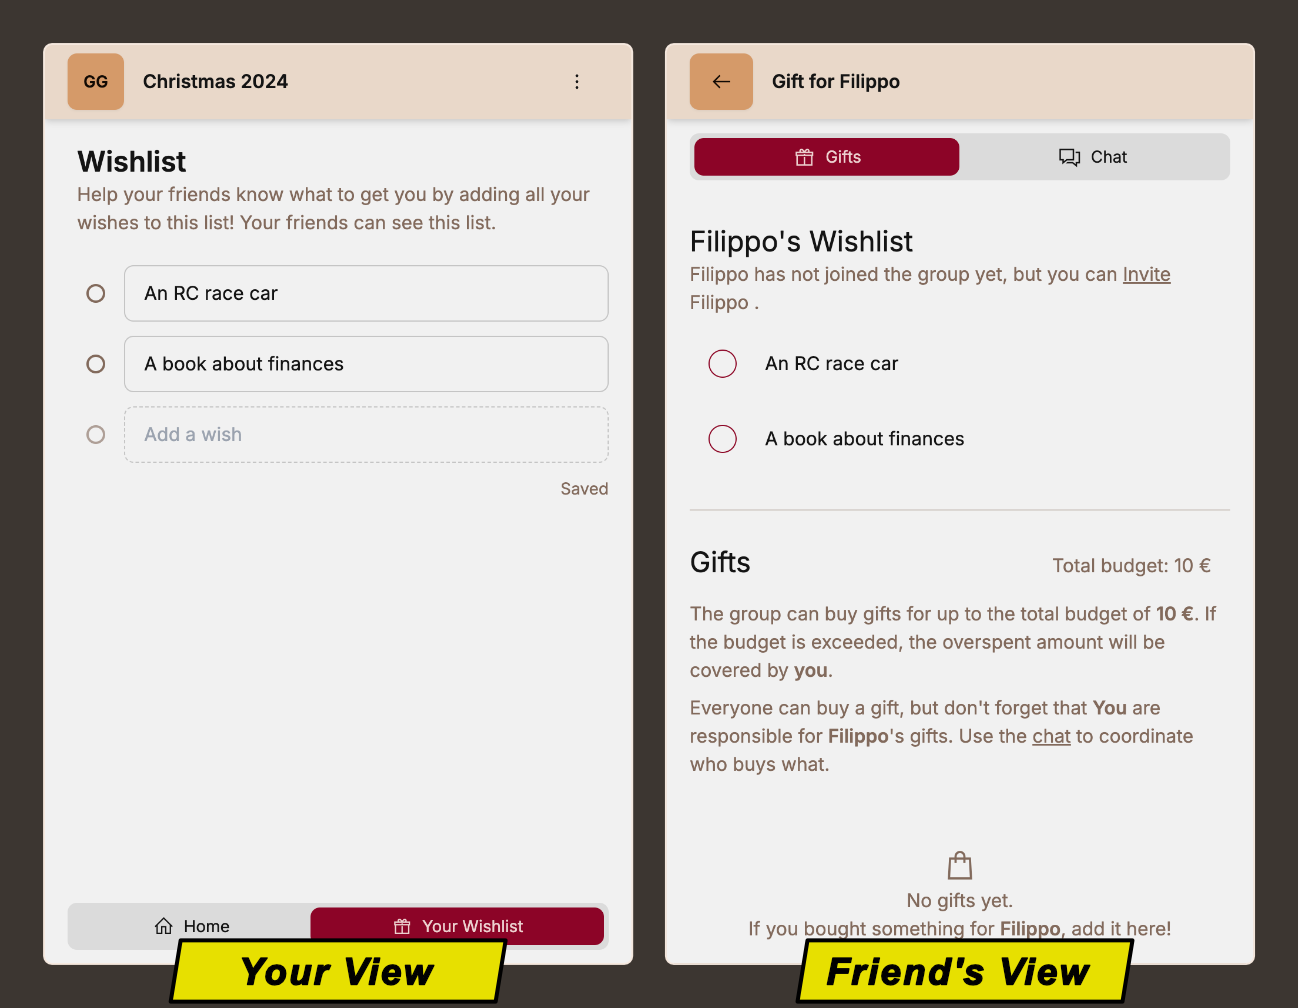 GG
Christmas 2024
Wishlist
Help your friends know what to get you by adding all your
wishes to this list! Your friends can see this list.
An RC race car
A book about finances
Add a wish
Saved
Home
Your Wishlist
Your View
Gift for Filippo
Gifts
Chat
Filippo's Wishlist
Filippo has not joined the group yet, but you can Invite
Filippo .
An RC race car
A book about finances
Gifts
Total budget: 10 €
The group can buy gifts for up to the total budget of 10 €. If
the budget is exceeded, the overspent amount will be
covered by you.
Everyone can buy a gift, but don't forget that You are
responsible for Filippo's gifts. Use the chat to coordinate
who buys what.
No gifts yet.
If you bought something for Filippo, add it here!
Friend's View